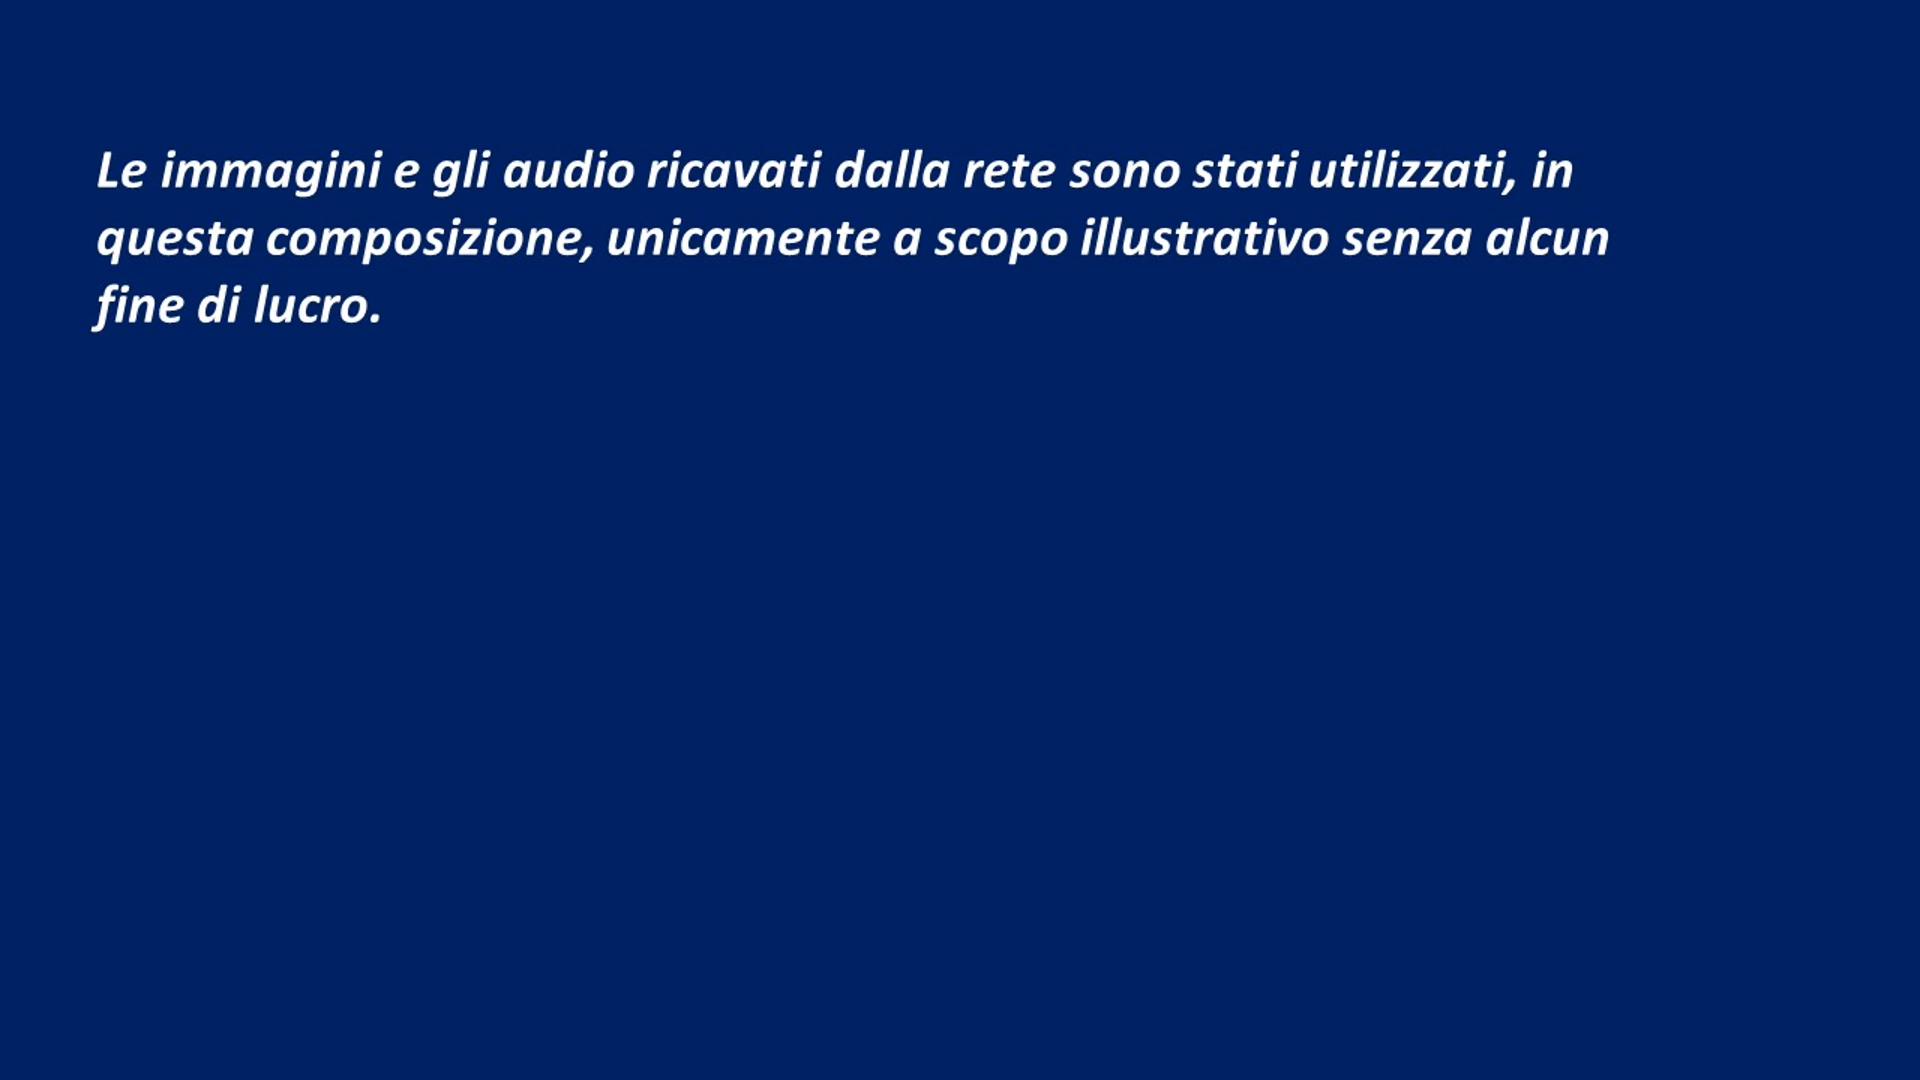 Le immagini e gli audio ricavati dalla rete sono stati utilizzati, in
questa composizione, unicamente a scopo illustrativo senza alcun
fine di lucro.